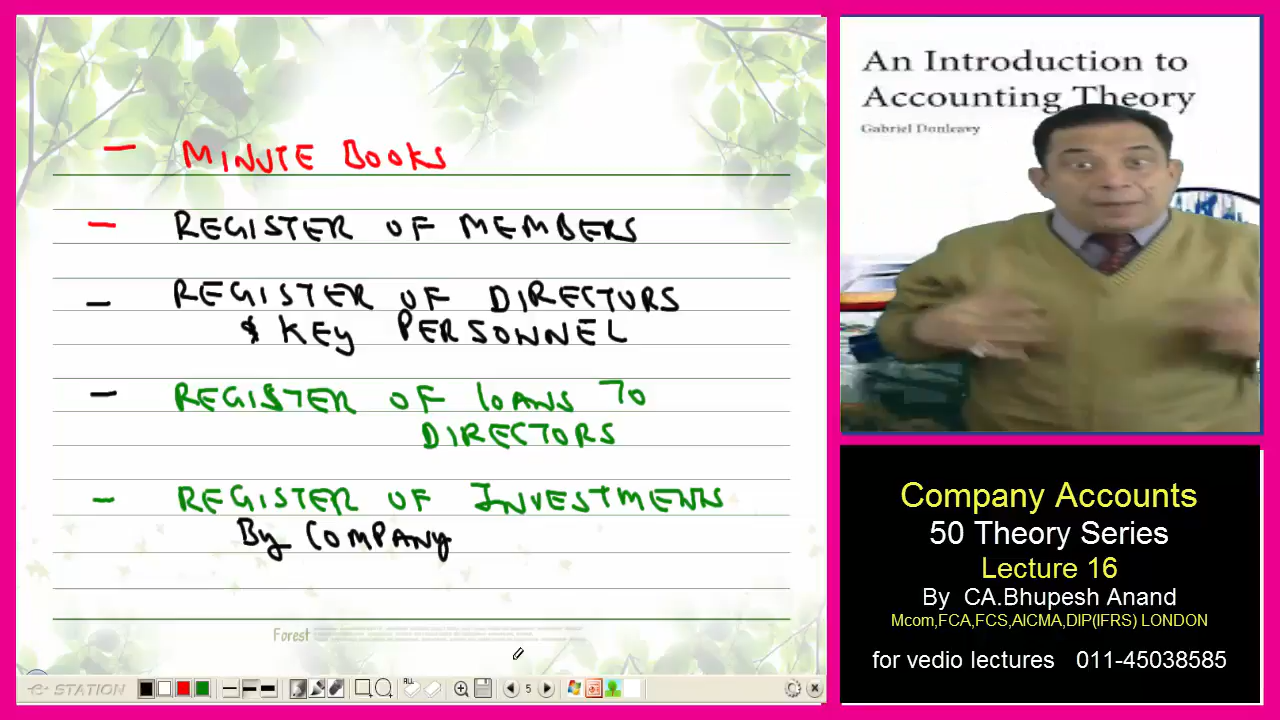 - MINUTE BOOKS
- REGISTER OF MEMBERS
- REGISTER OF DIRECTORS
& KEY PERSONNEL
- REGISTER OF LOANS TO
DIRECTORS
- REGISTER OF INVESTMENTS
By COMPANY
Forest
e-STATION
5
An Introduction to
Accounting Theory
Gabriel Donleavy
Company Accounts
50 Theory Series
Lecture 16
By CA.Bhupesh Anand
Mcom,FCA,FCS,AICMA,DIP(IFRS) LONDON
for vedio lectures 011-45038585